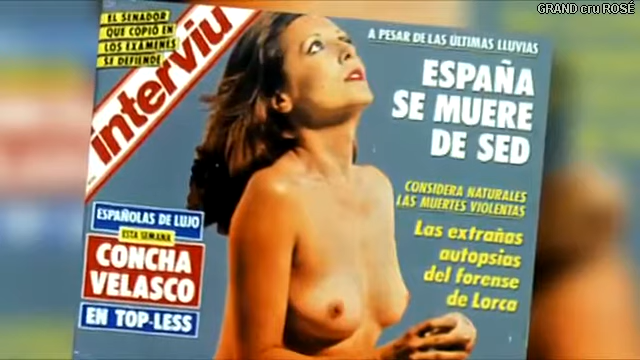 GRAND cru ROSÉ
EL SENADOR
QUE COPIÓ EN
LOS EXÁMENES
SE DEFIENDE
interviu
A PESAR DE LAS ÚLTIMAS LLUVIAS
ESPAÑA
SE MUERE
DE SED
CONSIDERA NATURALES
LAS MUERTES VIOLENTAS
Las extrañas
autopsias
del forense
de Lorca
ESPAÑOLAS DE LUJO
ESTA SEMANA
CONCHA
VELASCO
EN TOP-LESS